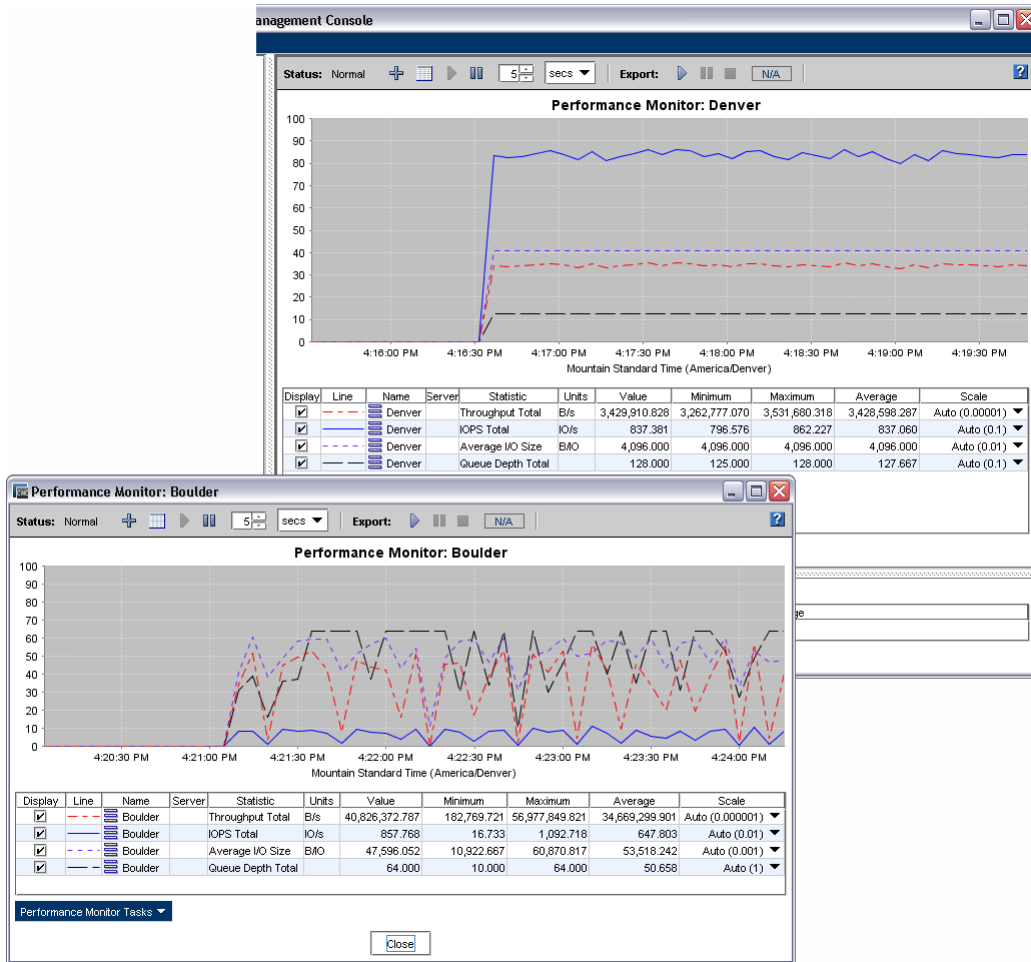 anagement Console
Status: Normal 5 secs Export: N/A ?
Performance Monitor: Denver
100
90
80
70
60
50
40
30
20
10
0
4:16:00 PM 4:16:30 PM 4:17:00 PM 4:17:30 PM 4:18:00 PM 4:18:30 PM 4:19:00 PM 4:19:30 PM
Mountain Standard Time (America/Denver)
Display Line Name Server Statistic Units Value Minimum Maximum Average Scale
Denver Throughput Total B/s 3,429,910.828 3,262,777.070 3,531,680.318 3,428,598.287 Auto (0.00001)
Denver IOPS Total IO/s 837.381 796.576 862.227 837.060 Auto (0.1)
Denver Average I/O Size B/IO 4,096.000 4,096.000 4,096.000 4,096.000 Auto (0.01)
Denver Queue Depth Total 128.000 125.000 128.000 127.667 Auto (0.1)
ge
Performance Monitor: Boulder
Status: Normal 5 secs Export: N/A ?
Performance Monitor: Boulder
100
90
80
70
60
50
40
30
20
10
0
4:20:30 PM 4:21:00 PM 4:21:30 PM 4:22:00 PM 4:22:30 PM 4:23:00 PM 4:23:30 PM 4:24:00 PM
Mountain Standard Time (America/Denver)
Display Line Name Server Statistic Units Value Minimum Maximum Average Scale
Boulder Throughput Total B/s 40,826,372.787 182,769.721 56,977,849.821 34,669,299.901 Auto (0.000001)
Boulder IOPS Total IO/s 857.768 16.733 1,092.718 647.803 Auto (0.01)
Boulder Average I/O Size B/IO 47,596.052 10,922.667 60,870.817 53,518.242 Auto (0.001)
Boulder Queue Depth Total 64.000 10.000 64.000 50.658 Auto (1)
Performance Monitor Tasks
Close